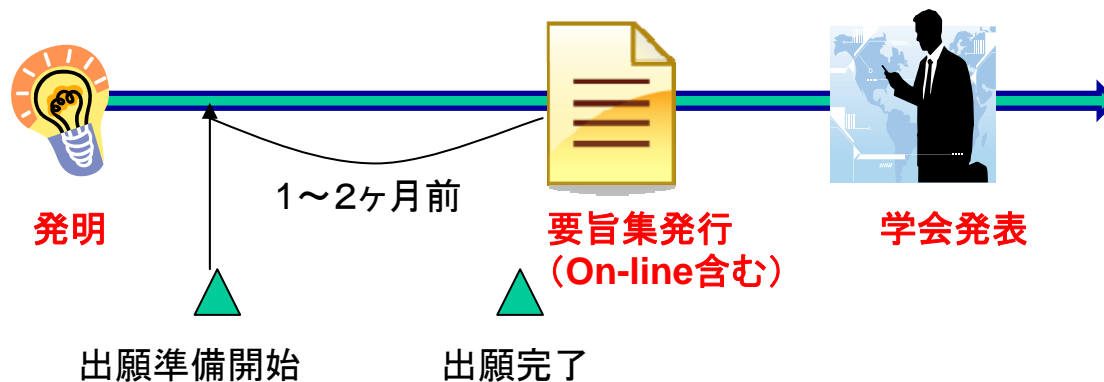 1～2ヶ月前
発明
要旨集発行
（On-line含む）
学会発表
出願準備開始
出願完了